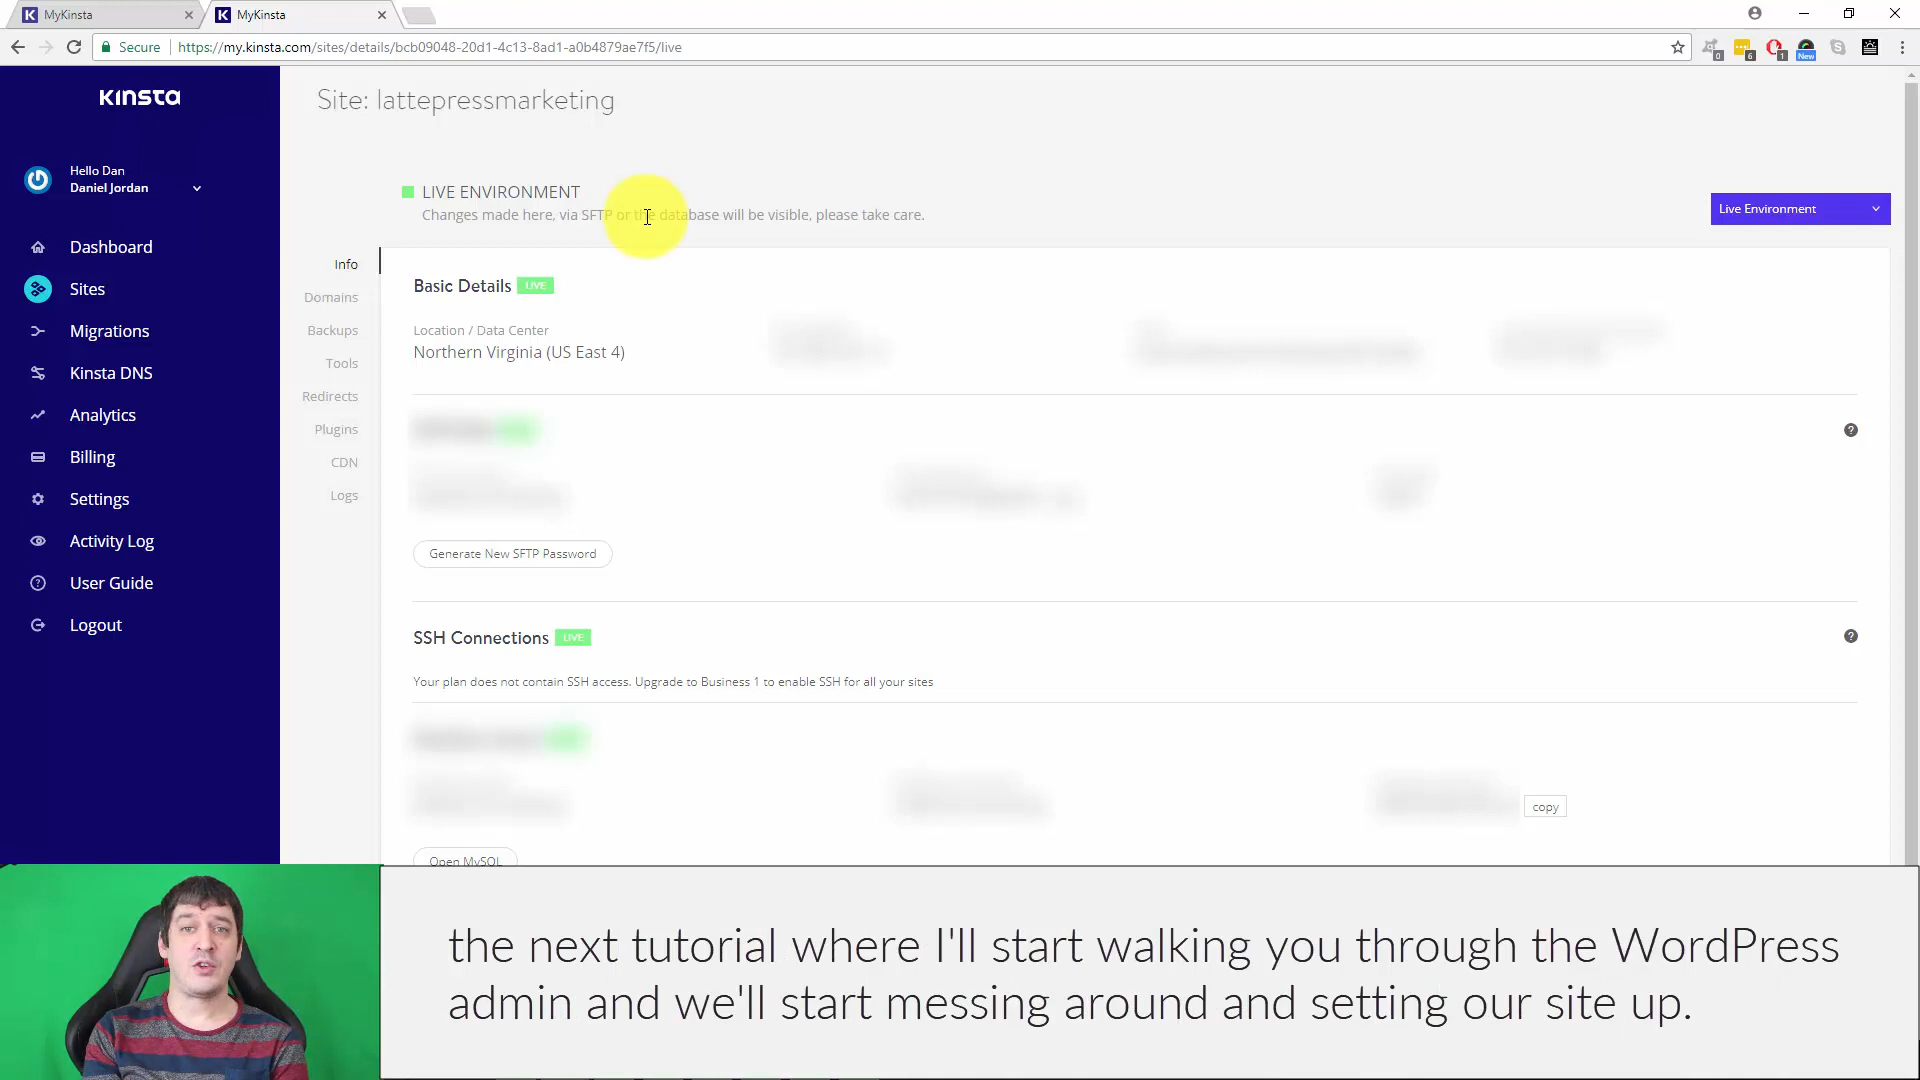 MyKinsta
MyKinsta
Secure
https://my.kinsta.com/sites/details/bcb09048-20d1-4c13-8ad1-a0b4879ae7f5/live
0
6
1
New
0
KINSTA
Site: lattepressmarketing
Hello Dan
Daniel Jordan
LIVE ENVIRONMENT
Changes made here, via SFTP or the database will be visible, please take care.
Live Environment
Dashboard
Sites
Migrations
Kinsta DNS
Analytics
Billing
Settings
Activity Log
User Guide
Logout
Info
Domains
Backups
Tools
Redirects
Plugins
CDN
Logs
Basic Details LIVE
Location / Data Center
Northern Virginia (US East 4)
Generate New SFTP Password
SSH Connections LIVE
Your plan does not contain SSH access. Upgrade to Business 1 to enable SSH for all your sites
copy
Open MySQL
the next tutorial where I'll start walking you through the WordPress
admin and we'll start messing around and setting our site up.